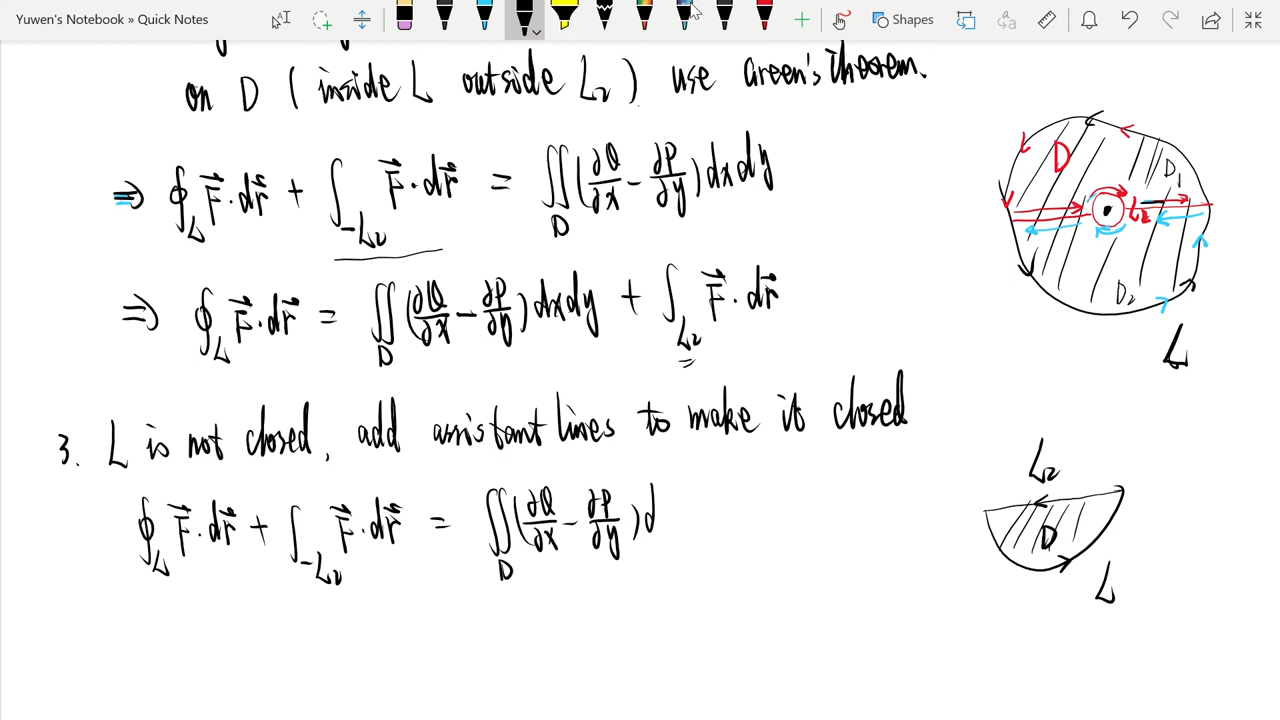 Yuwen's Notebook » Quick Notes
Shapes
on D (inside L outside L₂) use Green's Theorem.
⇒ ∮_L F⃗·dr⃗ + ∫_{-L₂} F⃗·dr⃗ = ∬_D (∂Q/∂x - ∂P/∂y) dxdy
D
D₁
L₂
D₂
L
⇒ ∮_L F⃗·dr⃗ = ∬_D (∂Q/∂x - ∂P/∂y) dxdy + ∫_{L₂} F⃗·dr⃗
3. L is not closed, add assistant lines to make it closed
∮_L F⃗·dr⃗ + ∫_{-L₂} F⃗·dr⃗ = ∬_D (∂Q/∂x - ∂P/∂y) d
L₂
D
L